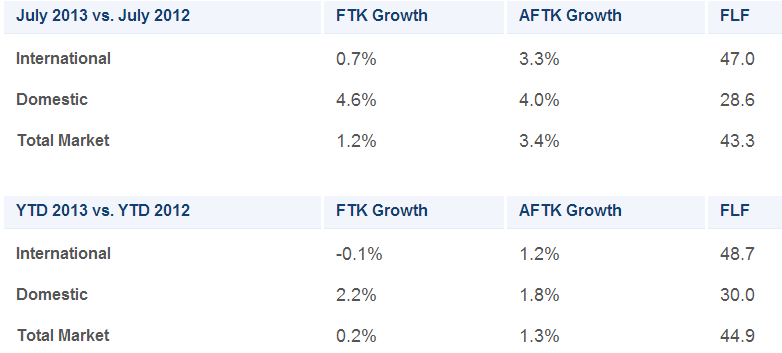 July 2013 vs. July 2012 FTK Growth AFTK Growth FLF
International 0.7% 3.3% 47.0
Domestic 4.6% 4.0% 28.6
Total Market 1.2% 3.4% 43.3
YTD 2013 vs. YTD 2012 FTK Growth AFTK Growth FLF
International -0.1% 1.2% 48.7
Domestic 2.2% 1.8% 30.0
Total Market 0.2% 1.3% 44.9